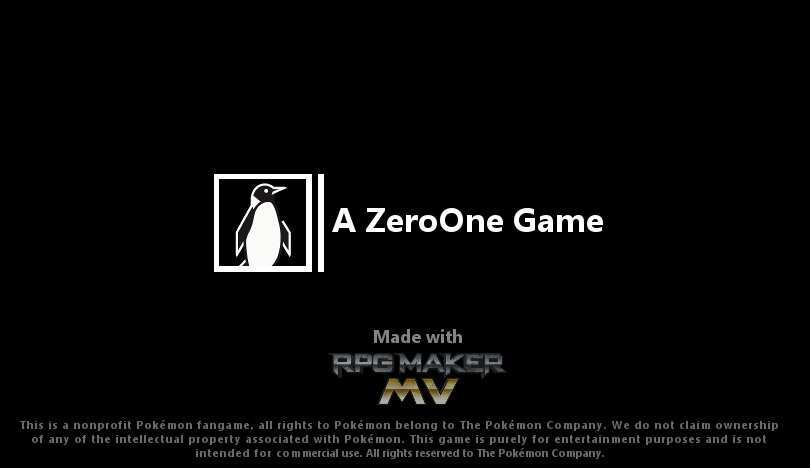 A ZeroOne Game
Made with
RPG MAKER
MV
This is a nonprofit Pokémon fangame, all rights to Pokémon belong to The Pokémon Company. We do not claim ownership
of any of the intellectual property associated with Pokémon. This game is purely for entertainment purposes and is not
intended for commercial use. All rights reserved to The Pokémon Company.